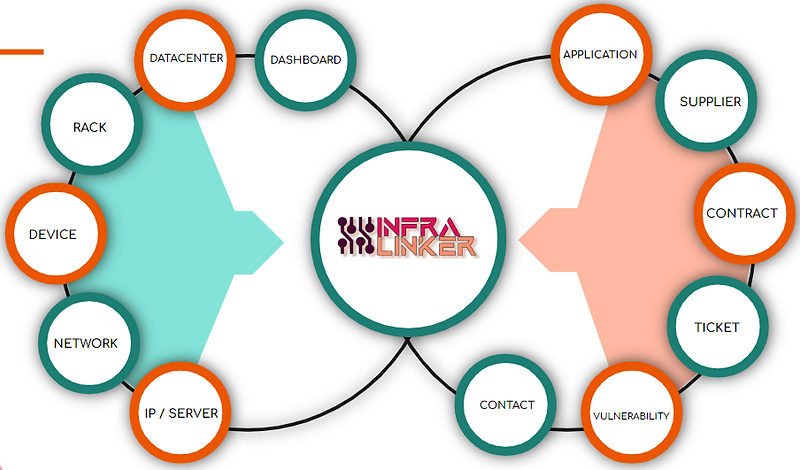 DATACENTER
DASHBOARD
RACK
DEVICE
NETWORK
IP / SERVER
INFRA
LINKER
APPLICATION
SUPPLIER
CONTRACT
TICKET
VULNERABILITY
CONTACT